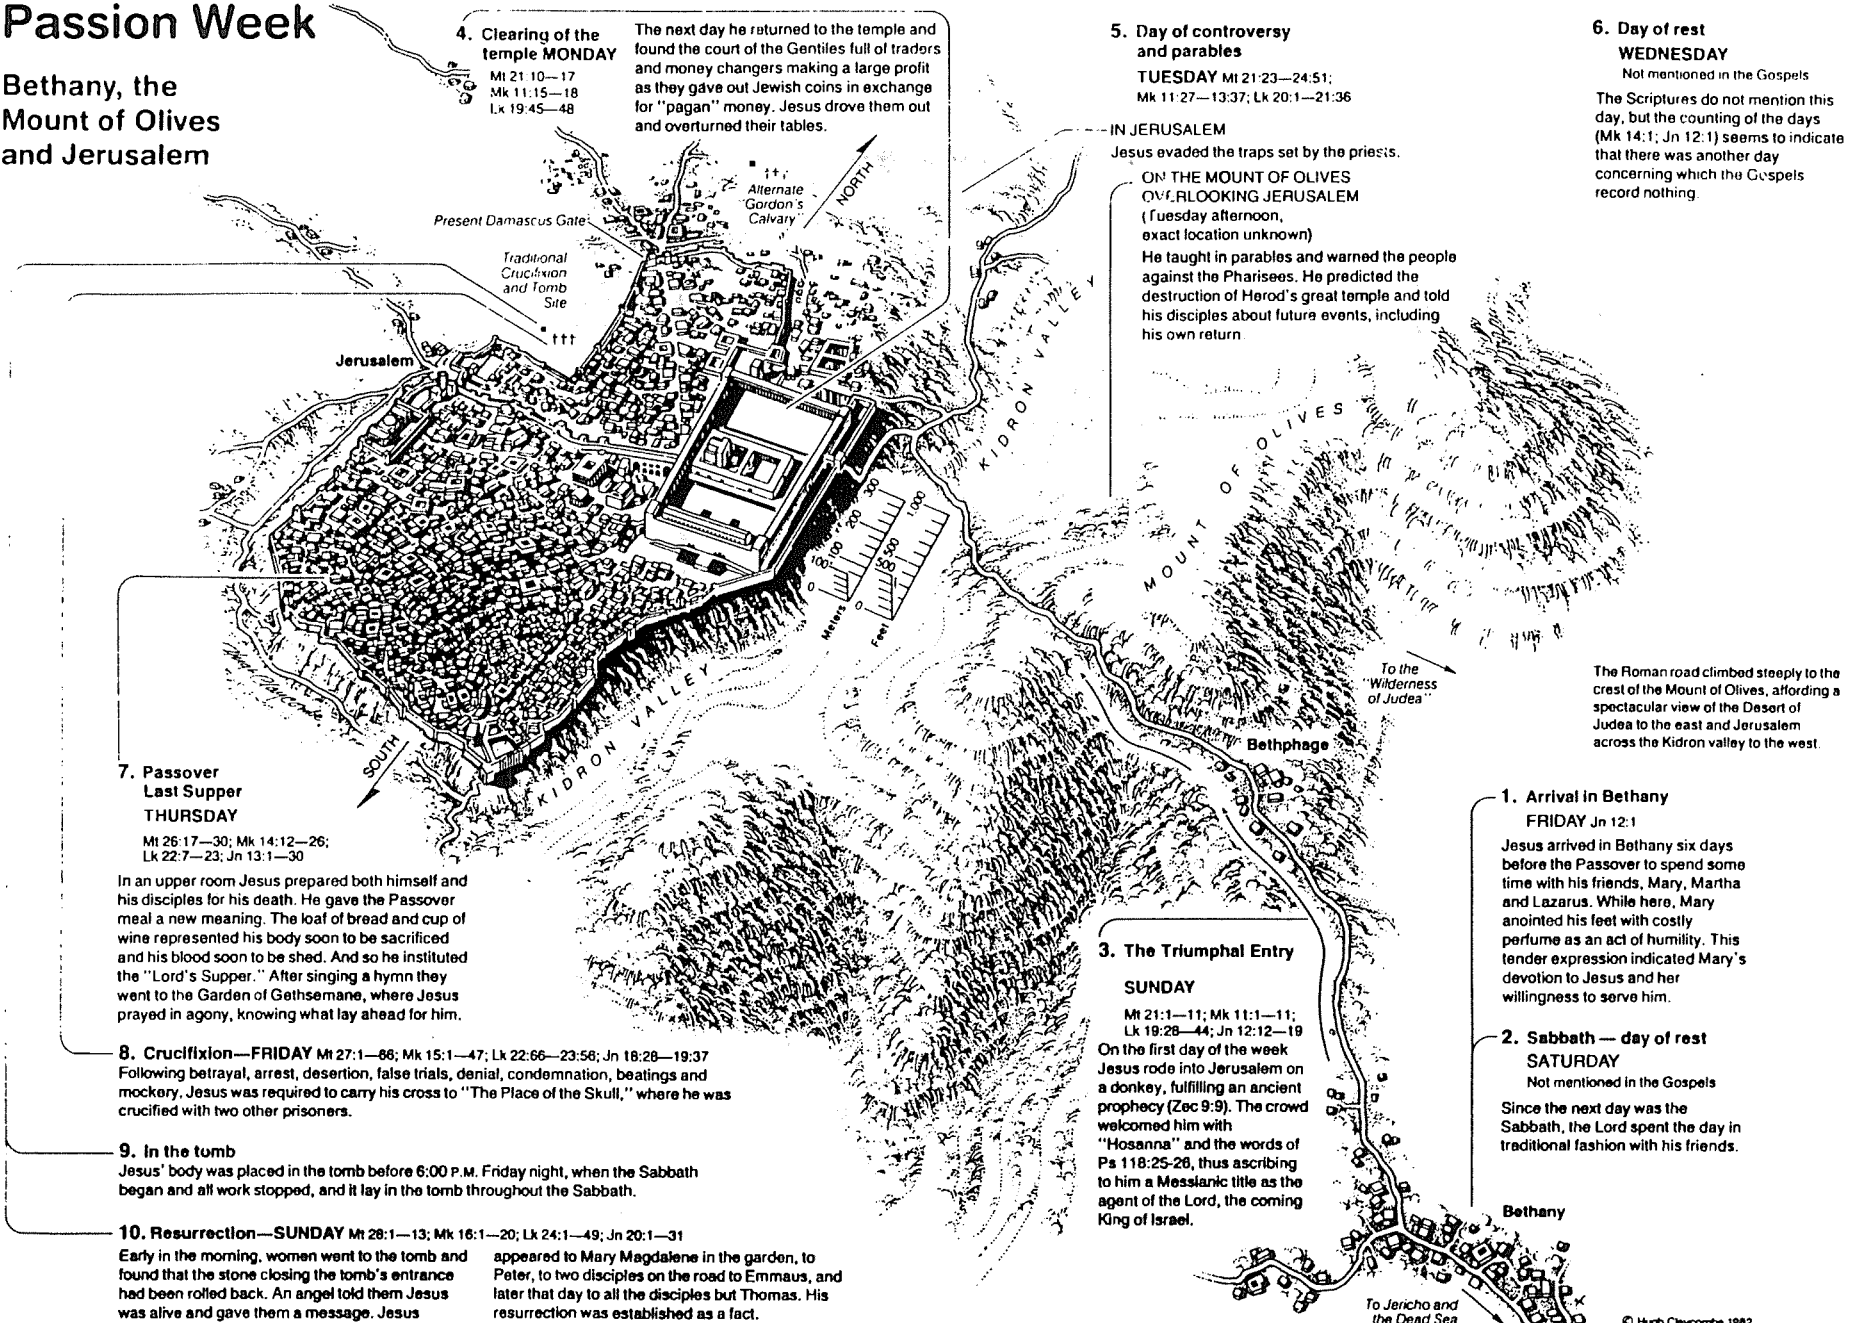 Passion Week
Bethany, the
Mount of Olives
and Jerusalem
4. Clearing of the
temple MONDAY
Mt 21:10—17
Mk 11:15—18
Lk 19:45—48
The next day he returned to the temple and
found the court of the Gentiles full of traders
and money changers making a large profit
as they gave out Jewish coins in exchange
for "pagan" money. Jesus drove them out
and overturned their tables.
5. Day of controversy
and parables
TUESDAY Mt 21:23—24:51;
Mk 11:27—13:37; Lk 20:1—21:36
IN JERUSALEM
Jesus evaded the traps set by the priests.
ON THE MOUNT OF OLIVES
OVERLOOKING JERUSALEM
(Tuesday afternoon,
exact location unknown)
He taught in parables and warned the people
against the Pharisees. He predicted the
destruction of Herod's great temple and told
his disciples about future events, including
his own return.
6. Day of rest
WEDNESDAY
Not mentioned in the Gospels
The Scriptures do not mention this
day, but the counting of the days
(Mk 14:1; Jn 12:1) seems to indicate
that there was another day
concerning which the Gospels
record nothing.
Alternate
"Gordon's
Calvary"
NORTH
Present Damascus Gate
Traditional
Crucifixion
and Tomb
Site
Jerusalem
KIDRON VALLEY
MOUNT OF OLIVES
300
200
100
100
0
Meters
1,000
500
500
0
Feet
To the
"Wilderness
of Judea"
The Roman road climbed steeply to the
crest of the Mount of Olives, affording a
spectacular view of the Desert of
Judea to the east and Jerusalem
across the Kidron valley to the west.
Bethphage
SOUTH
KIDRON VALLEY
7. Passover
Last Supper
THURSDAY
Mt 26:17—30; Mk 14:12—26;
Lk 22:7—23; Jn 13:1—30
In an upper room Jesus prepared both himself and
his disciples for his death. He gave the Passover
meal a new meaning. The loaf of bread and cup of
wine represented his body soon to be sacrificed
and his blood soon to be shed. And so he instituted
the "Lord's Supper." After singing a hymn they
went to the Garden of Gethsemane, where Jesus
prayed in agony, knowing what lay ahead for him.
1. Arrival in Bethany
FRIDAY Jn 12:1
Jesus arrived in Bethany six days
before the Passover to spend some
time with his friends, Mary, Martha
and Lazarus. While here, Mary
anointed his feet with costly
perfume as an act of humility. This
tender expression indicated Mary's
devotion to Jesus and her
willingness to serve him.
2. Sabbath — day of rest
SATURDAY
Not mentioned in the Gospels
Since the next day was the
Sabbath, the Lord spent the day in
traditional fashion with his friends.
3. The Triumphal Entry
SUNDAY
Mt 21:1—11; Mk 11:1—11;
Lk 19:28—44; Jn 12:12—19
On the first day of the week
Jesus rode into Jerusalem on
a donkey, fulfilling an ancient
prophecy (Zec 9:9). The crowd
welcomed him with
"Hosanna" and the words of
Ps 118:25-26, thus ascribing
to him a Messianic title as the
agent of the Lord, the coming
King of Israel.
8. Crucifixion—FRIDAY Mt 27:1—66; Mk 15:1—47; Lk 22:66—23:56; Jn 18:28—19:37
Following betrayal, arrest, desertion, false trials, denial, condemnation, beatings and
mockery, Jesus was required to carry his cross to "The Place of the Skull," where he was
crucified with two other prisoners.
9. In the tomb
Jesus' body was placed in the tomb before 6:00 P.M. Friday night, when the Sabbath
began and all work stopped, and it lay in the tomb throughout the Sabbath.
10. Resurrection—SUNDAY Mt 28:1—13; Mk 16:1—20; Lk 24:1—49; Jn 20:1—31
Early in the morning, women went to the tomb and
found that the stone closing the tomb's entrance
had been rolled back. An angel told them Jesus
was alive and gave them a message. Jesus
appeared to Mary Magdalene in the garden, to
Peter, to two disciples on the road to Emmaus, and
later that day to all the disciples but Thomas. His
resurrection was established as a fact.
Bethany
To Jericho and
the Dead Sea
© Hugh Claycombe 1982